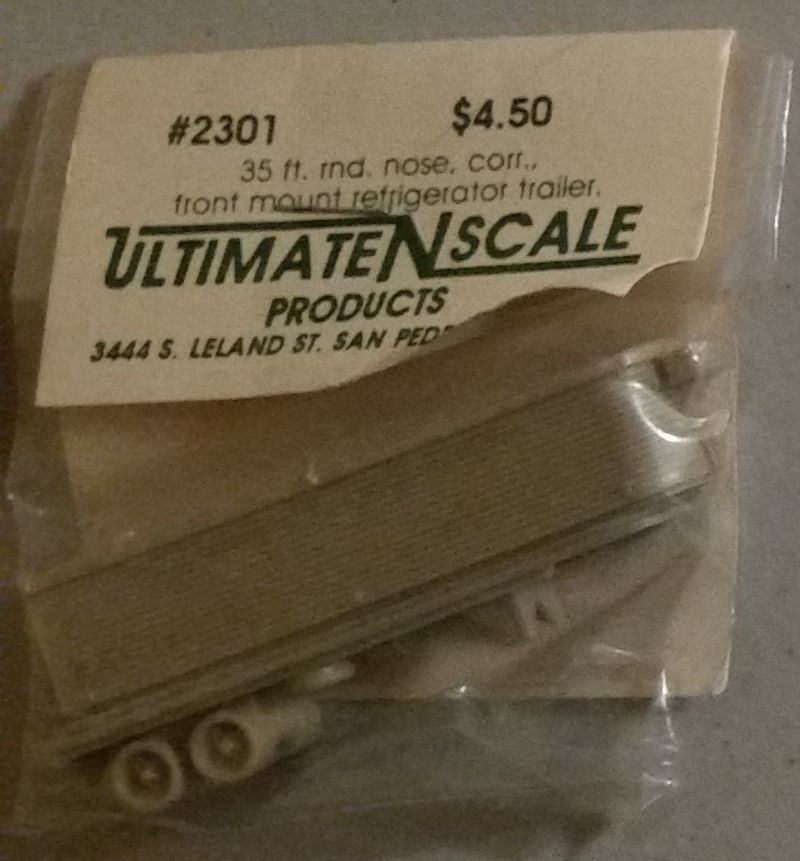 #2301 $4.50
35 ft. rnd. nose, corr.,
front mount refrigerator trailer.
ULTIMATE N SCALE
PRODUCTS
3444 S. LELAND ST. SAN PED